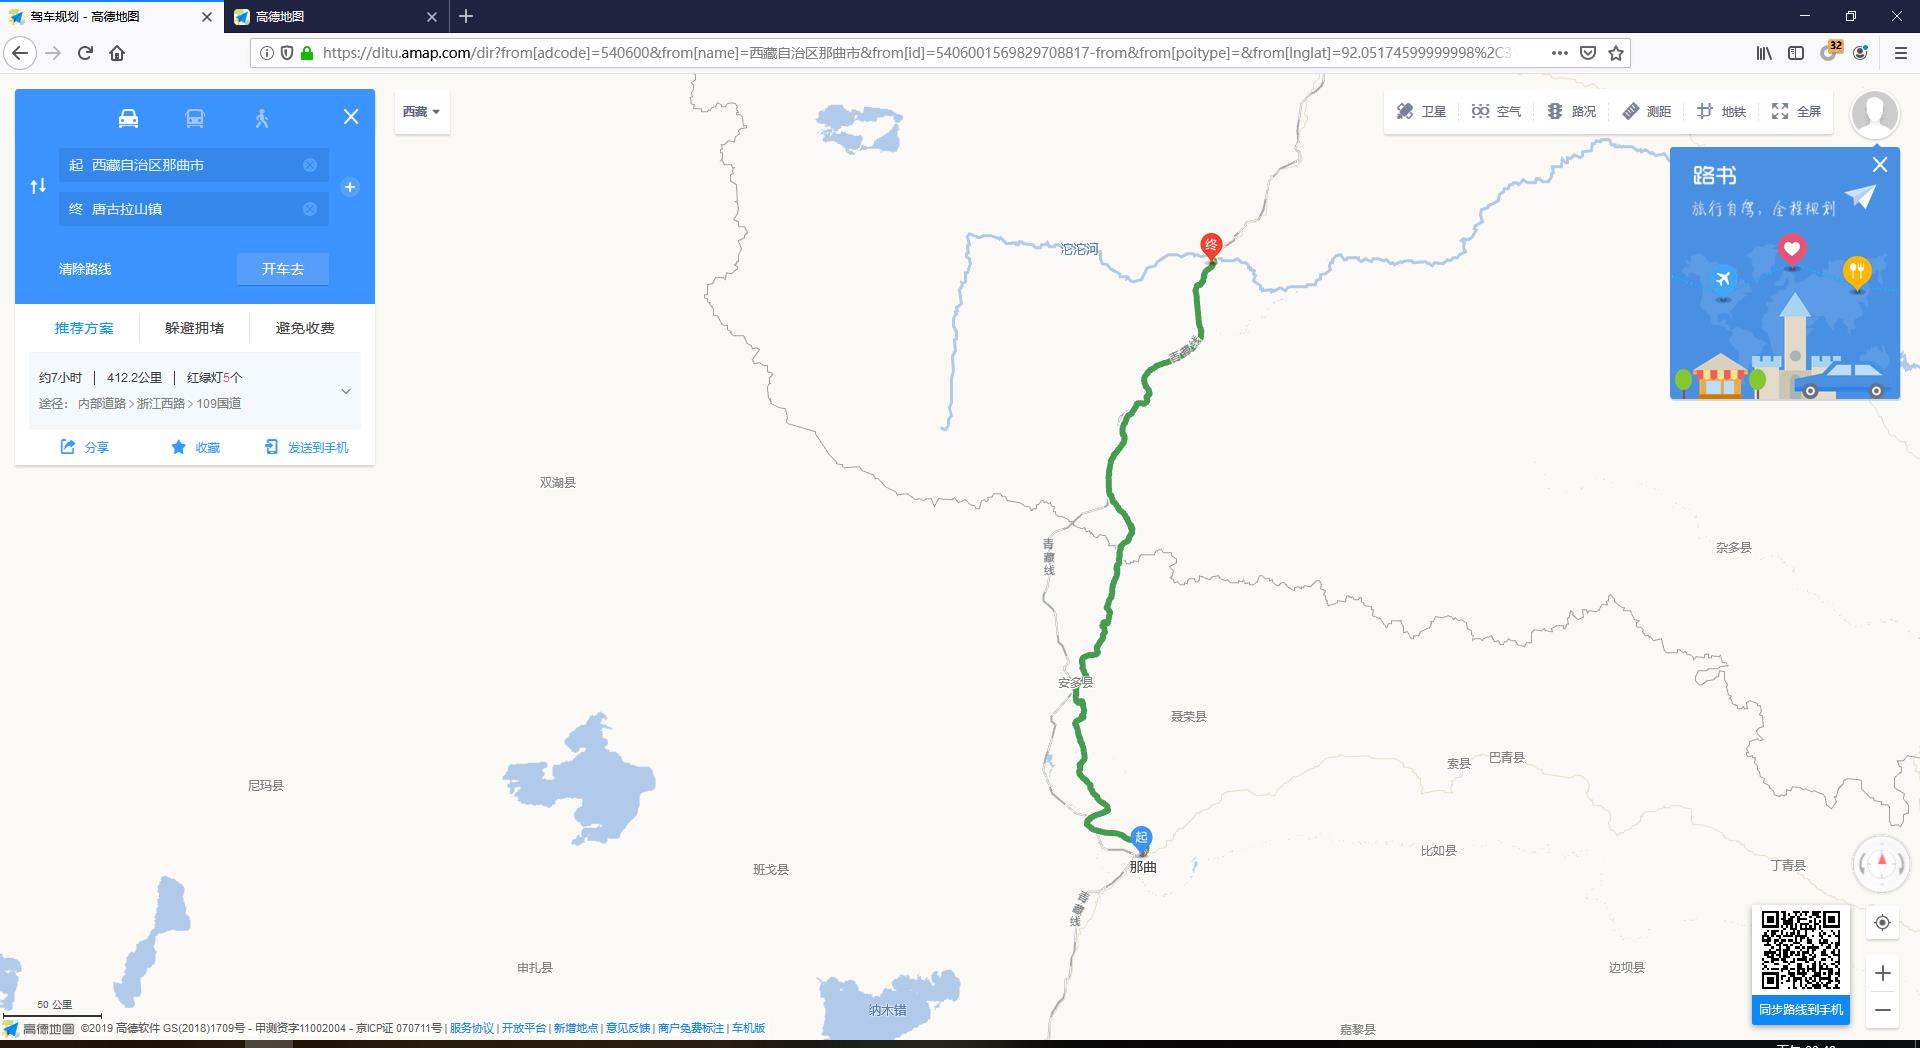 驾车规划 - 高德地图
高德地图
https://ditu.amap.com/dir?from[adcode]=540600&from[name]=西藏自治区那曲市&from[id]=5406001569829708817-from&from[poitype]=&from[lnglat]=92.05174599999998%2C3
32
起 西藏自治区那曲市
终 唐古拉山镇
清除路线
开车去
推荐方案
躲避拥堵
避免收费
约7小时 | 412.2公里 | 红绿灯5个
途径: 内部道路 > 浙江西路 > 109国道
分享
收藏
发送到手机
西藏
卫星
空气
路况
测距
地铁
全屏
路书
旅行自驾，全程规划
沱沱河
终
青藏线
双湖县
青藏线
杂多县
安多县
聂荣县
索县
巴青县
尼玛县
起
那曲
比如县
班戈县
丁青县
青藏线
申扎县
边坝县
纳木错
嘉黎县
同步路线到手机
50 公里
高德地图 ©2019 高德软件 GS(2018)1709号 - 甲测资字11002004 - 京ICP证 070711号 | 服务协议 | 开放平台 | 新增地点 | 意见反馈 | 商户免费标注 | 车机版